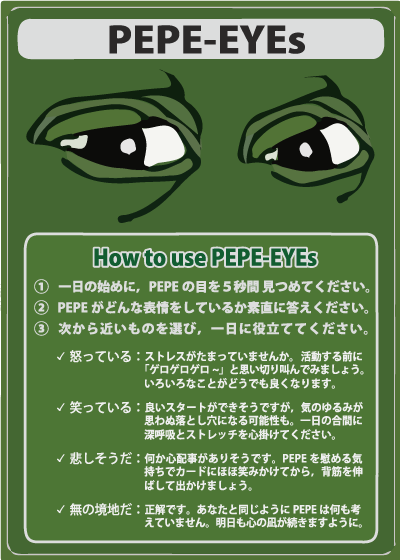 PEPE-EYEs
How to use PEPE-EYEs
① 一日の始めに，PEPE の目を５秒間 見つめてください。
② PEPE がどんな表情をしているか素直に答えください。
③ 次から近いものを選び，一日に役立ててください。
✓ 怒っている：ストレスがたまっていませんか。活動する前に
「ゲロゲロゲロ ~」と思い切り叫んでみましょう。
いろいろなことがどうでも良くなります。
✓ 笑っている：良いスタートができそうですが，気のゆるみが
思わぬ落とし穴になる可能性も。一日の合間に
深呼吸とストレッチを心掛けてください。
✓ 悲しそうだ：何か心配事がありそうです。PEPE を慰める気
持ちでカードにほほ笑みかけてから，背筋を伸
ばして出かけましょう。
✓ 無の境地だ：正解です。あなたと同じように PEPE は何も考
えていません。明日も心の凪が続きますように。